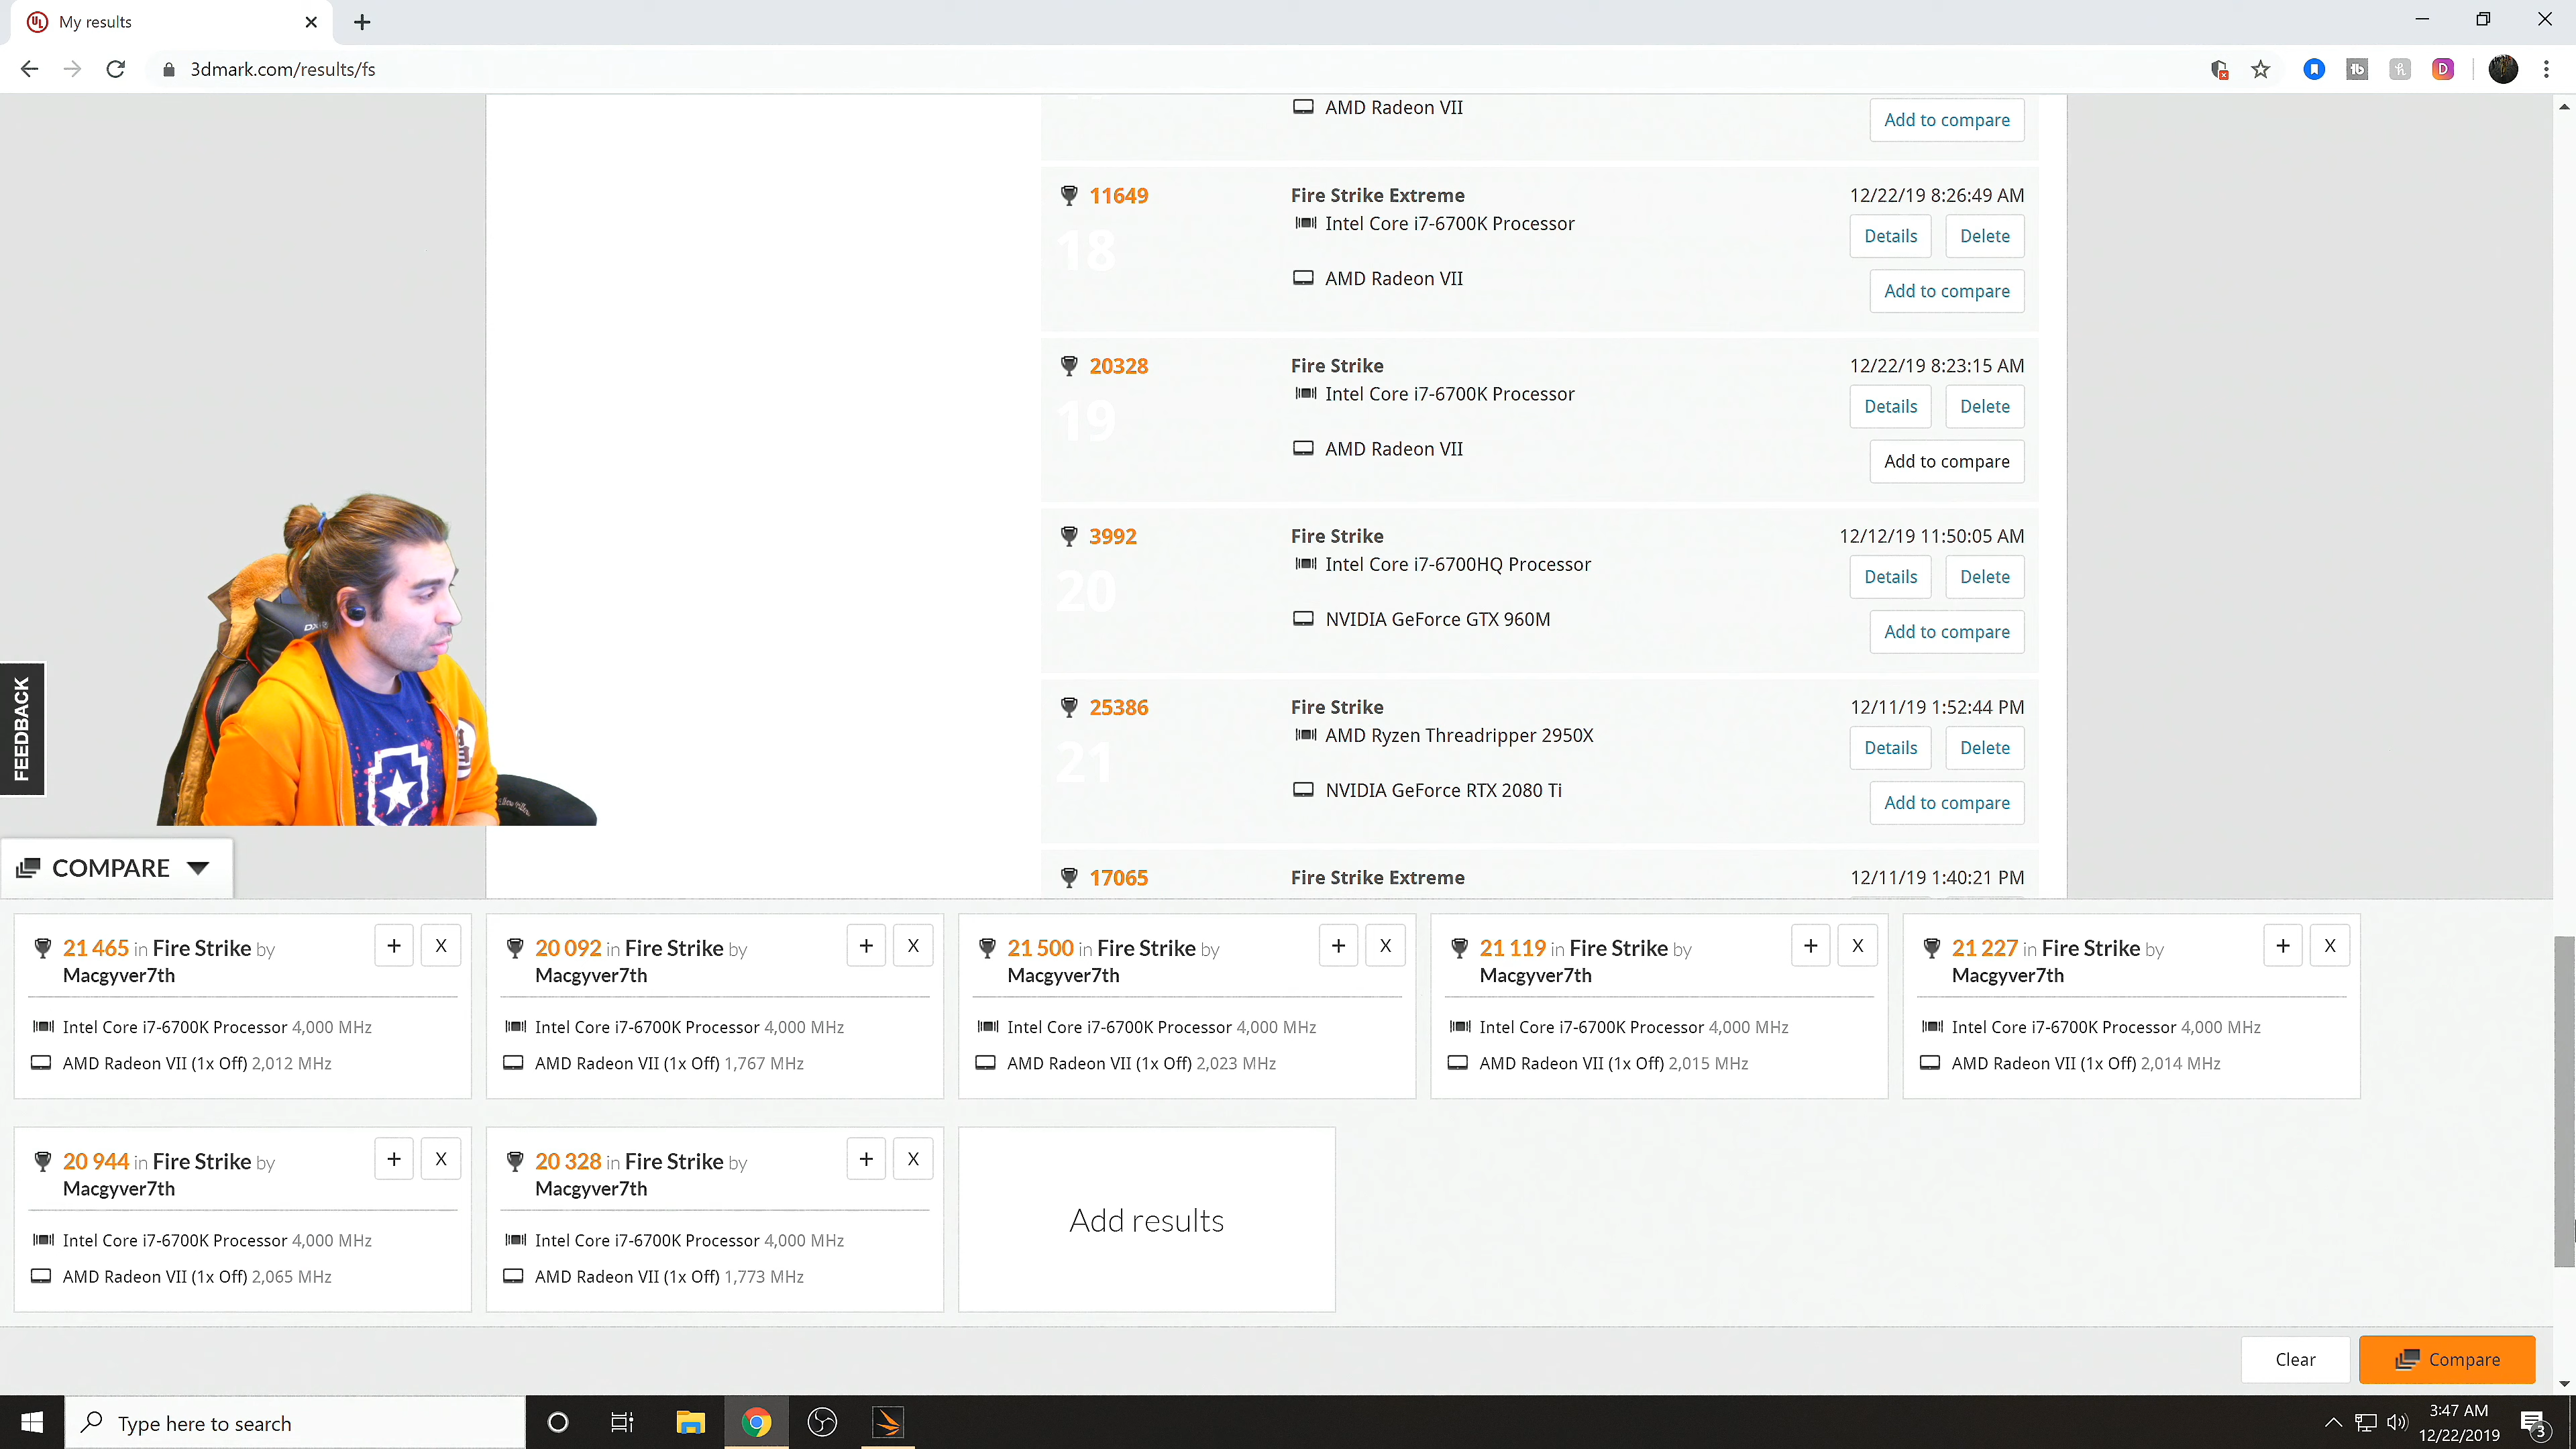 My results
3dmark.com/results/fs
AMD Radeon VII
Add to compare
11649
Fire Strike Extreme
12/22/19 8:26:49 AM
18
Intel Core i7-6700K Processor
Details
Delete
AMD Radeon VII
Add to compare
20328
Fire Strike
12/22/19 8:23:15 AM
19
Intel Core i7-6700K Processor
Details
Delete
AMD Radeon VII
Add to compare
3992
Fire Strike
12/12/19 11:50:05 AM
20
Intel Core i7-6700HQ Processor
Details
Delete
NVIDIA GeForce GTX 960M
Add to compare
25386
Fire Strike
12/11/19 1:52:44 PM
21
AMD Ryzen Threadripper 2950X
Details
Delete
NVIDIA GeForce RTX 2080 Ti
Add to compare
17065
Fire Strike Extreme
12/11/19 1:40:21 PM
FEEDBACK
COMPARE
21 465 in Fire Strike by
Macgyver7th
+ X
Intel Core i7-6700K Processor 4,000 MHz
AMD Radeon VII (1x Off) 2,012 MHz
20 092 in Fire Strike by
Macgyver7th
+ X
Intel Core i7-6700K Processor 4,000 MHz
AMD Radeon VII (1x Off) 1,767 MHz
21 500 in Fire Strike by
Macgyver7th
+ X
Intel Core i7-6700K Processor 4,000 MHz
AMD Radeon VII (1x Off) 2,023 MHz
21 119 in Fire Strike by
Macgyver7th
+ X
Intel Core i7-6700K Processor 4,000 MHz
AMD Radeon VII (1x Off) 2,015 MHz
21 227 in Fire Strike by
Macgyver7th
+ X
Intel Core i7-6700K Processor 4,000 MHz
AMD Radeon VII (1x Off) 2,014 MHz
20 944 in Fire Strike by
Macgyver7th
+ X
Intel Core i7-6700K Processor 4,000 MHz
AMD Radeon VII (1x Off) 2,065 MHz
20 328 in Fire Strike by
Macgyver7th
+ X
Intel Core i7-6700K Processor 4,000 MHz
AMD Radeon VII (1x Off) 1,773 MHz
Add results
Clear
Compare
Type here to search
3:47 AM
12/22/2019
3